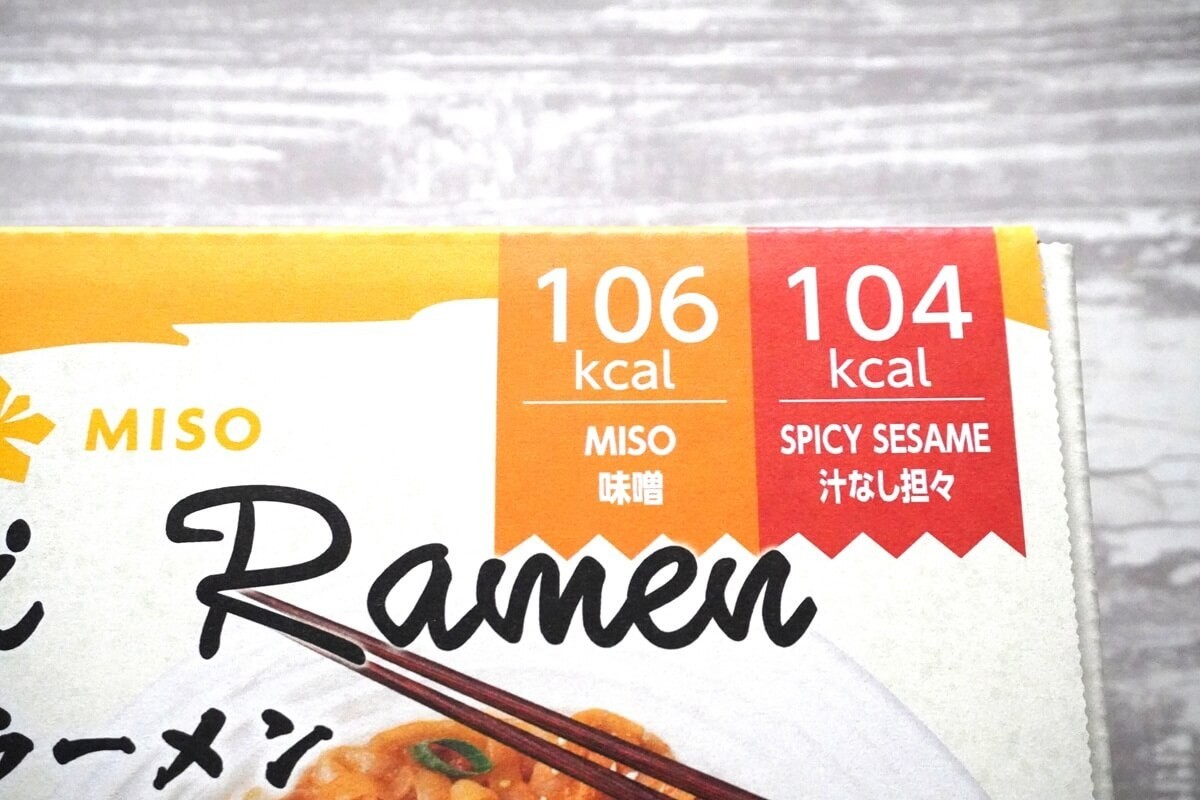 106
kcal
MISO
味噌
104
kcal
SPICY SESAME
汁なし担々
MISO
i Ramen
ラーメン